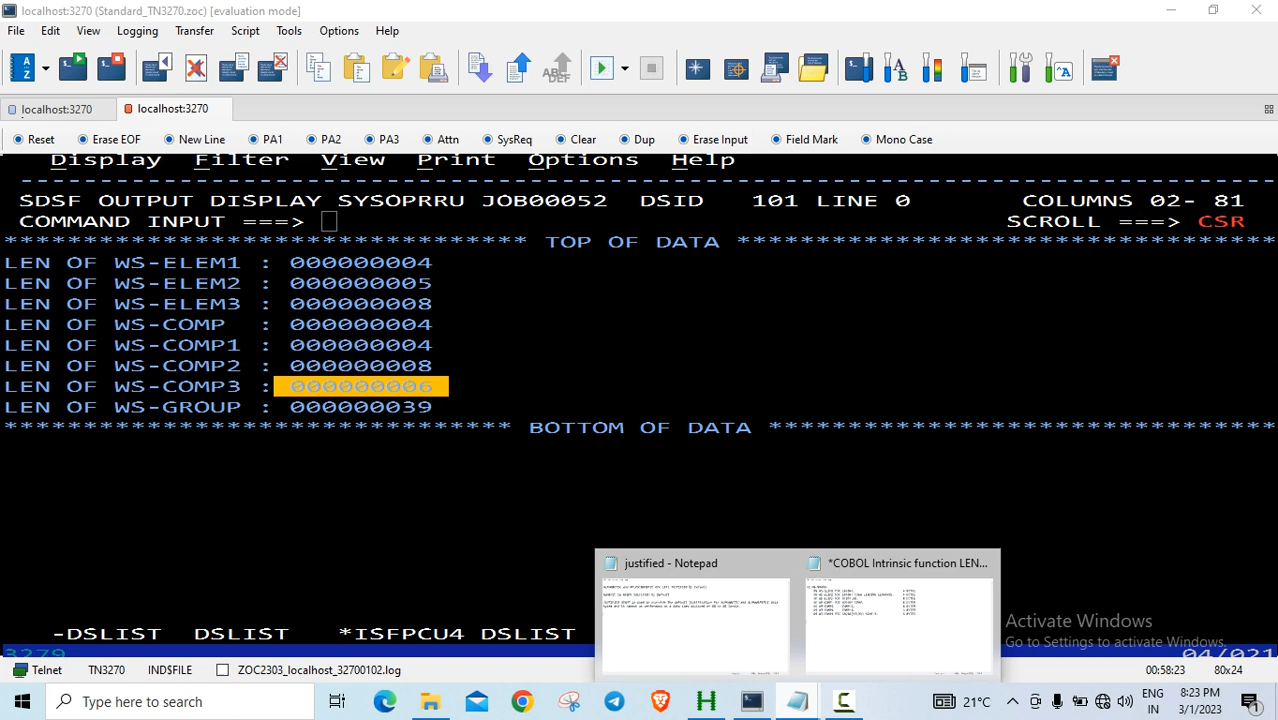 localhost:3270 (Standard_TN3270.zoc) [evaluation mode]
File Edit View Logging Transfer Script Tools Options Help
localhost:3270 localhost:3270
Reset Erase EOF New Line PA1 PA2 PA3 Attn SysReq Clear Dup Erase Input Field Mark Mono Case
Display Filter View Print Options Help
SDSF OUTPUT DISPLAY SYSOPRRU JOB00052 DSID 101 LINE 0 COLUMNS 02- 81
COMMAND INPUT ===> SCROLL ===> CSR
********************************* TOP OF DATA **********************************
LEN OF WS-ELEM1 : 000000004
LEN OF WS-ELEM2 : 000000005
LEN OF WS-ELEM3 : 000000008
LEN OF WS-COMP : 000000004
LEN OF WS-COMP1 : 000000004
LEN OF WS-COMP2 : 000000008
LEN OF WS-COMP3 : 000000006
LEN OF WS-GROUP : 000000039
******************************** BOTTOM OF DATA ********************************
justified - Notepad
*COBOL Intrinsic function LEN...
Activate Windows
Go to Settings to activate Windows.
-DSLIST DSLIST *ISFPCU4 DSLIST
3279 04/021
Telnet TN3270 IND$FILE ZOC2303_localhost_32700102.log 00:58:23 80x24
Type here to search
21°C
ENG
IN
8:23 PM
3/1/2023